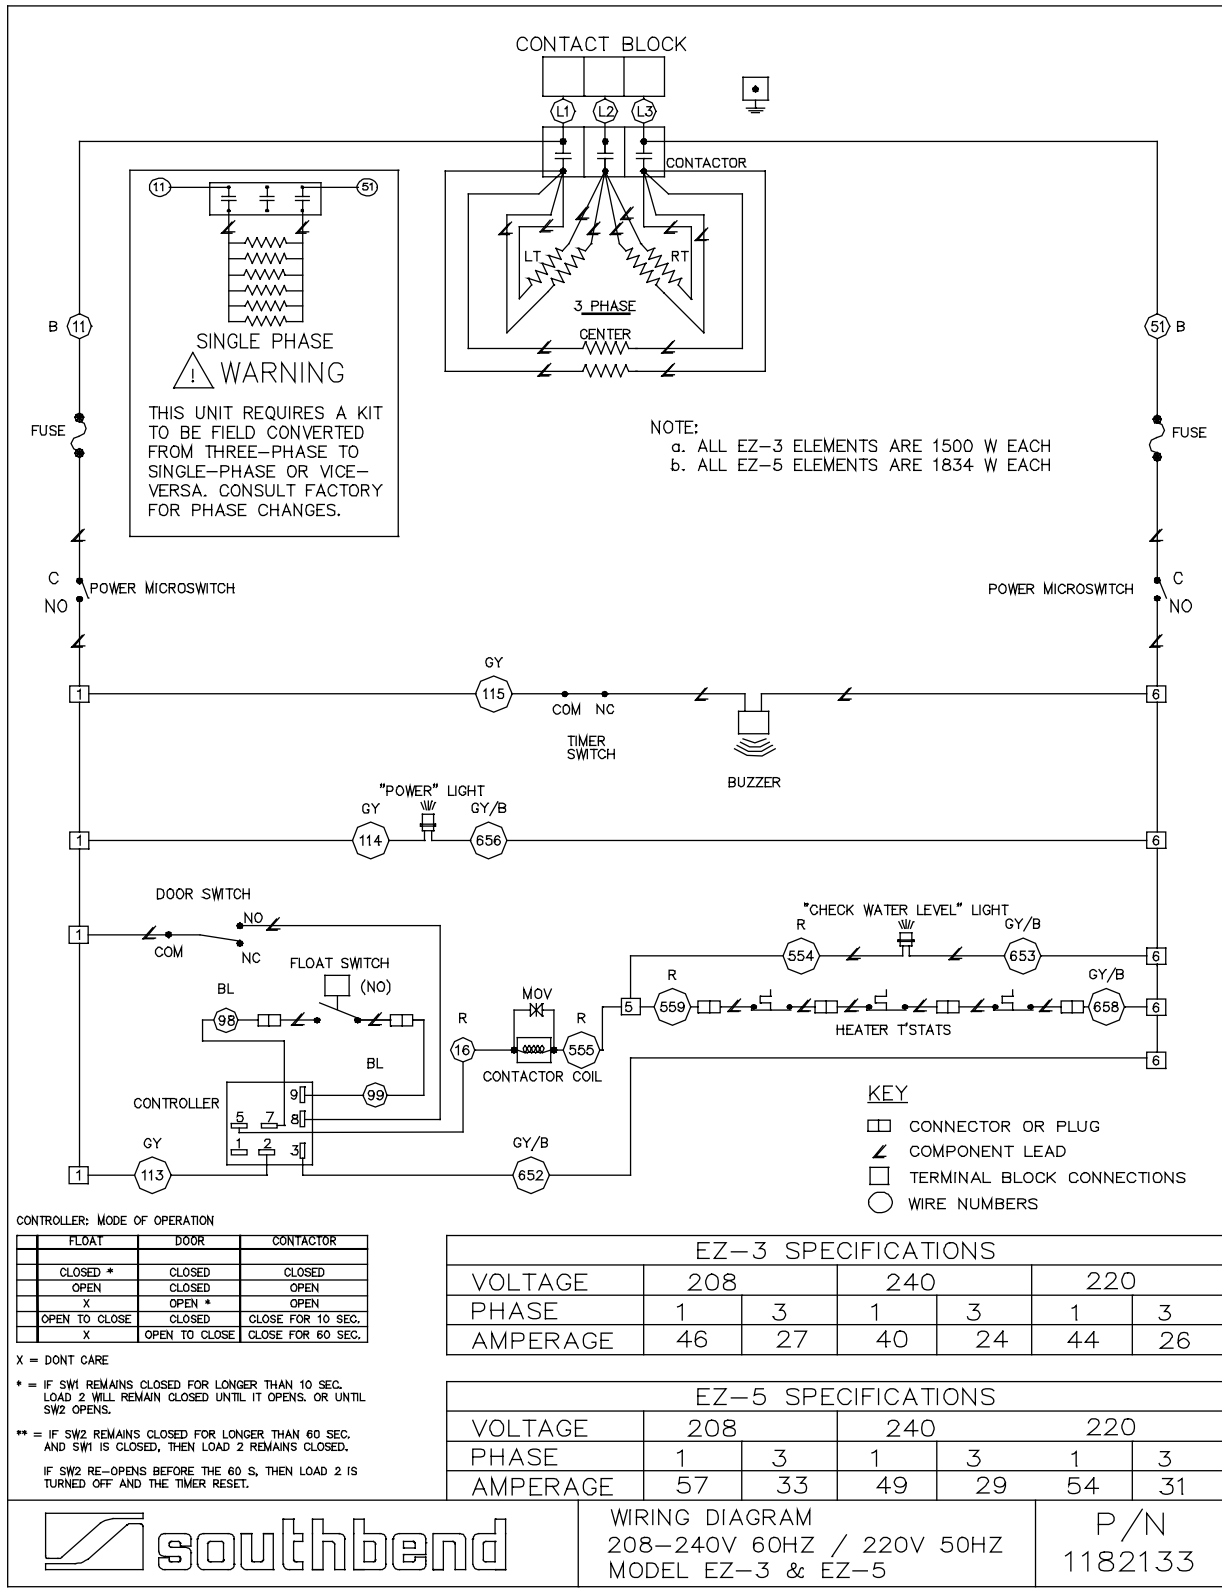 CONTACT BLOCK
L1 L2 L3
CONTACTOR
11 51
LT RT
3 PHASE
CENTER
SINGLE PHASE
! WARNING
THIS UNIT REQUIRES A KIT
TO BE FIELD CONVERTED
FROM THREE-PHASE TO
SINGLE-PHASE OR VICE-
VERSA. CONSULT FACTORY
FOR PHASE CHANGES.
B 11
51 B
FUSE
FUSE
NOTE:
a. ALL EZ-3 ELEMENTS ARE 1500 W EACH
b. ALL EZ-5 ELEMENTS ARE 1834 W EACH
C
POWER MICROSWITCH
NO
C
POWER MICROSWITCH
NO
GY
1 115 6
COM NC
TIMER
SWITCH
BUZZER
"POWER" LIGHT
GY GY/B
1 114 656 6
DOOR SWITCH
NO
1
COM
NC
"CHECK WATER LEVEL" LIGHT
R GY/B
554 653 6
FLOAT SWITCH
(NO)
BL
98
R GY/B
5 559 658 6
HEATER T'STATS
MOV
R R
16 555 6
CONTACTOR COIL
BL
99
CONTROLLER
9
5 7 8
1 2 3
GY GY/B
1 113 652
KEY
CONNECTOR OR PLUG
COMPONENT LEAD
TERMINAL BLOCK CONNECTIONS
WIRE NUMBERS
CONTROLLER: MODE OF OPERATION
FLOAT DOOR CONTACTOR
CLOSED * CLOSED CLOSED
OPEN CLOSED OPEN
X OPEN * OPEN
OPEN TO CLOSE CLOSED CLOSE FOR 10 SEC.
X OPEN TO CLOSE CLOSE FOR 60 SEC.
X = DONT CARE
* = IF SW1 REMAINS CLOSED FOR LONGER THAN 10 SEC.
LOAD 2 WILL REMAIN CLOSED UNTIL IT OPENS. OR UNTIL
SW2 OPENS.
** = IF SW2 REMAINS CLOSED FOR LONGER THAN 60 SEC.
AND SW1 IS CLOSED, THEN LOAD 2 REMAINS CLOSED.
IF SW2 RE-OPENS BEFORE THE 60 S, THEN LOAD 2 IS
TURNED OFF AND THE TIMER RESET.
EZ-3 SPECIFICATIONS
VOLTAGE 208 240 220
PHASE 1 3 1 3 1 3
AMPERAGE 46 27 40 24 44 26
EZ-5 SPECIFICATIONS
VOLTAGE 208 240 220
PHASE 1 3 1 3 1 3
AMPERAGE 57 33 49 29 54 31
southbend
WIRING DIAGRAM
208-240V 60HZ / 220V 50HZ
MODEL EZ-3 & EZ-5
P/N
1182133